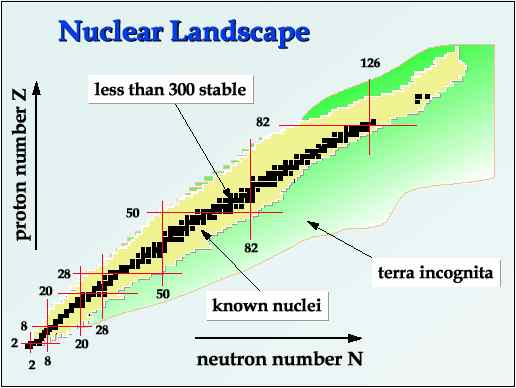 Nuclear Landscape
126
less than 300 stable
82
proton number Z
50
82
28
terra incognita
20
50
known nuclei
8
28
20
2
2
8
neutron number N